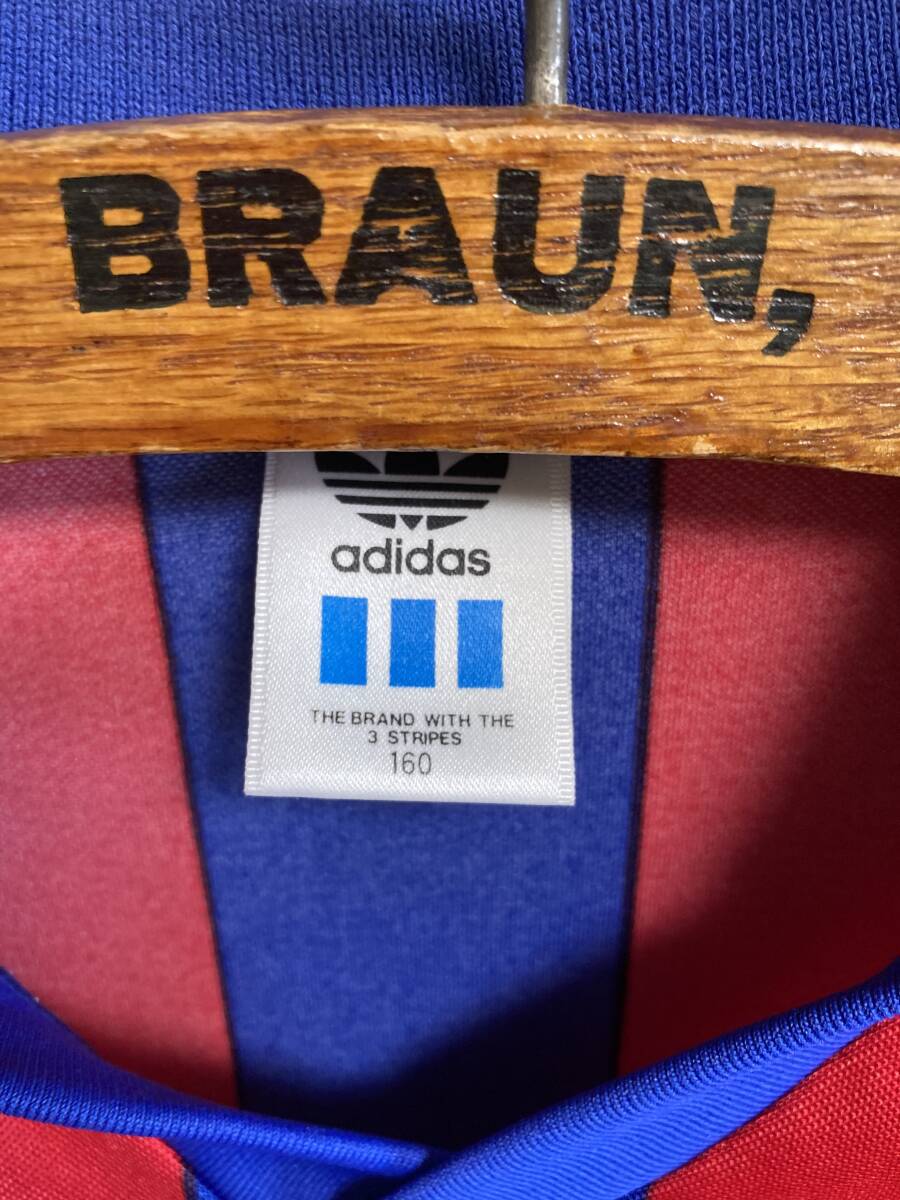 BRAUN,
adidas
THE BRAND WITH THE
3 STRIPES
160